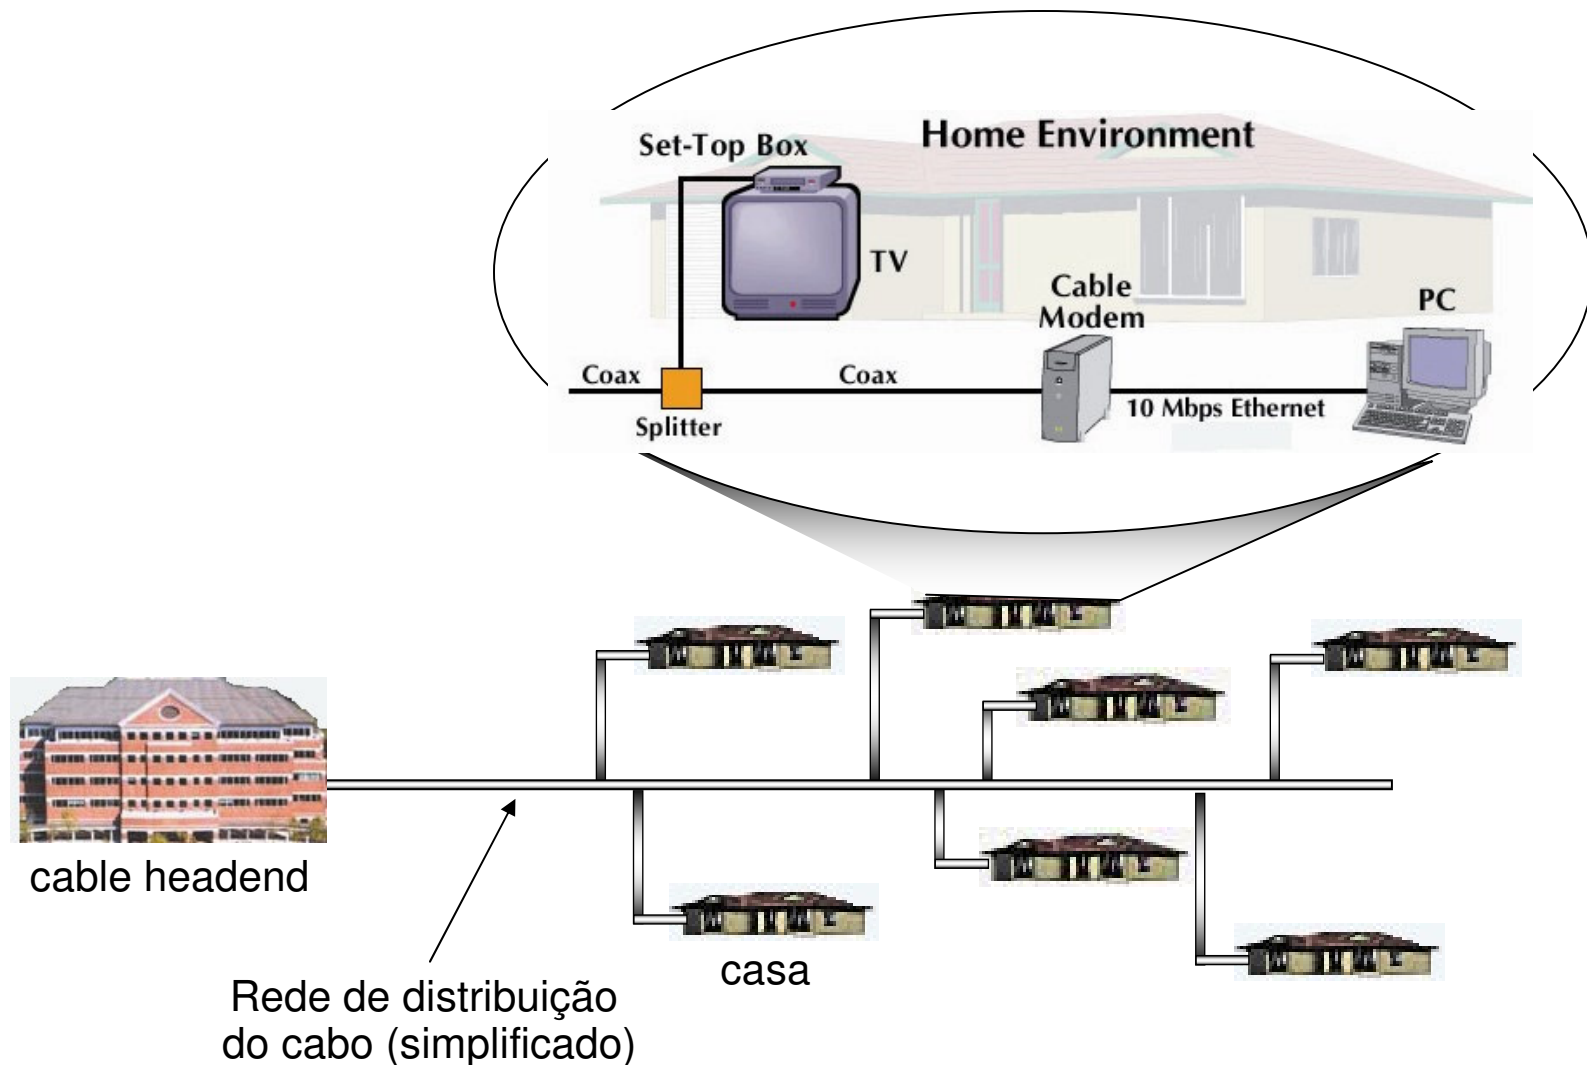 Home Environment
Set-Top Box
TV
Cable
Modem
PC
Coax
Coax
10 Mbps Ethernet
Splitter
cable headend
casa
Rede de distribuição
do cabo (simplificado)